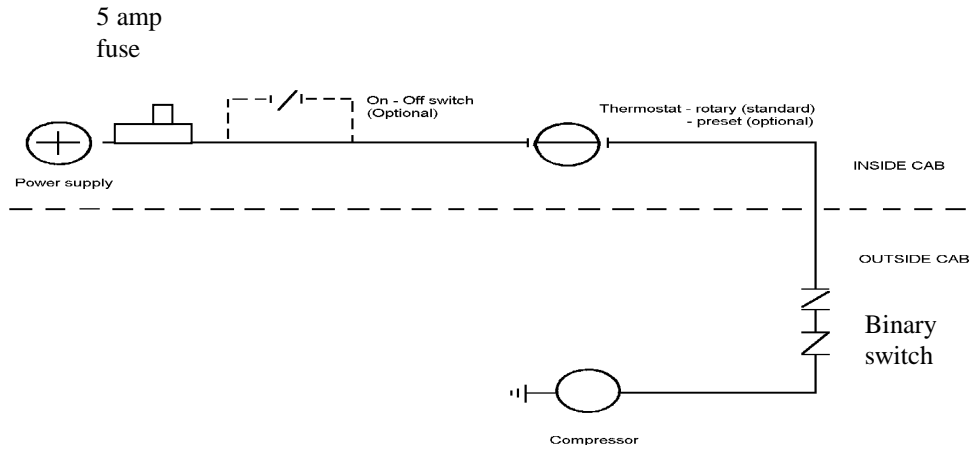 5 amp
fuse
On - Off switch
(Optional)
Thermostat - rotary (standard)
- preset (optional)
Power supply
INSIDE CAB
OUTSIDE CAB
Binary
switch
Compressor